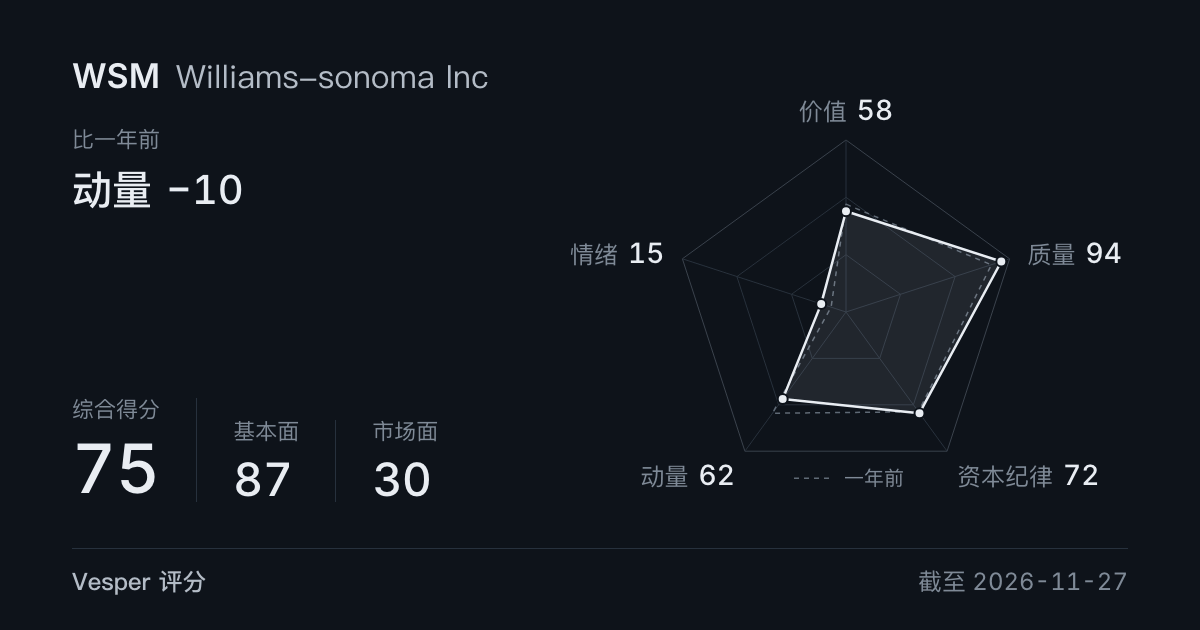 WSM Williams–sonoma Inc
比一年前
动量 −10
价值 58
情绪 15
质量 94
动量 62
一年前
资本纪律 72
综合得分
75
基本面
87
市场面
30
Vesper 评分
截至 2026-11-27